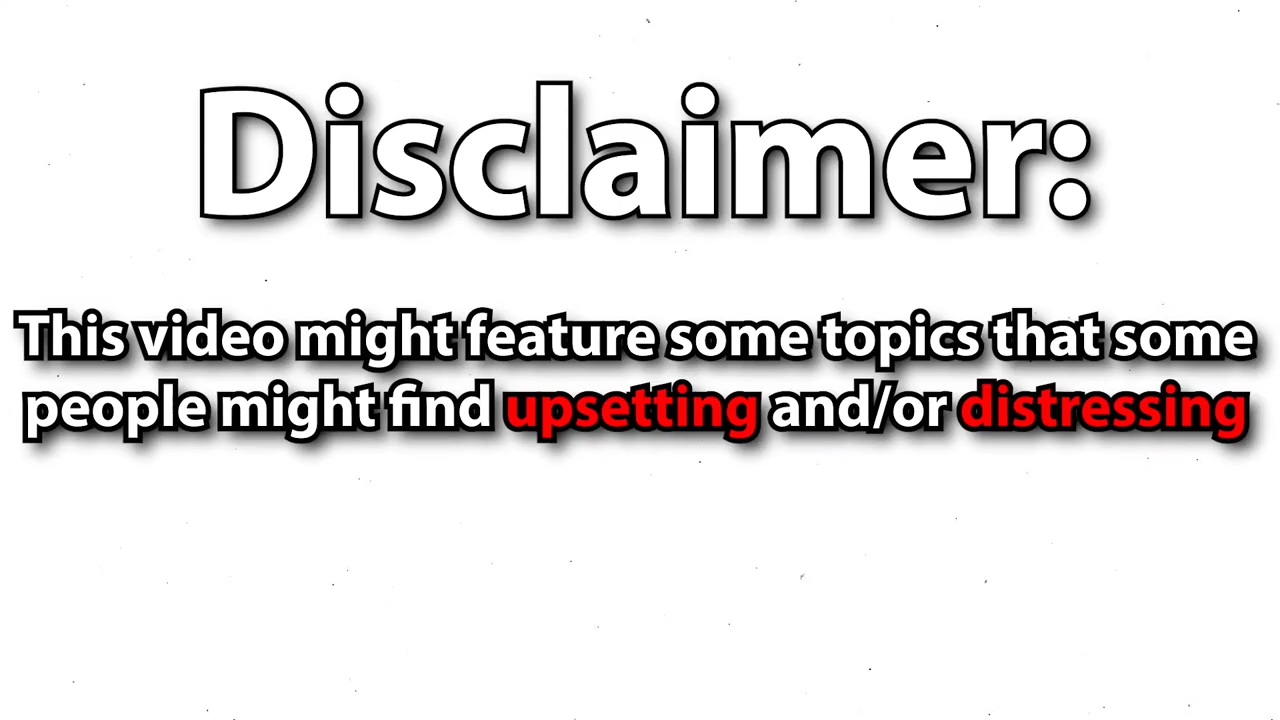 Disclaimer:
This video might feature some topics that some
people might find upsetting and/or distressing